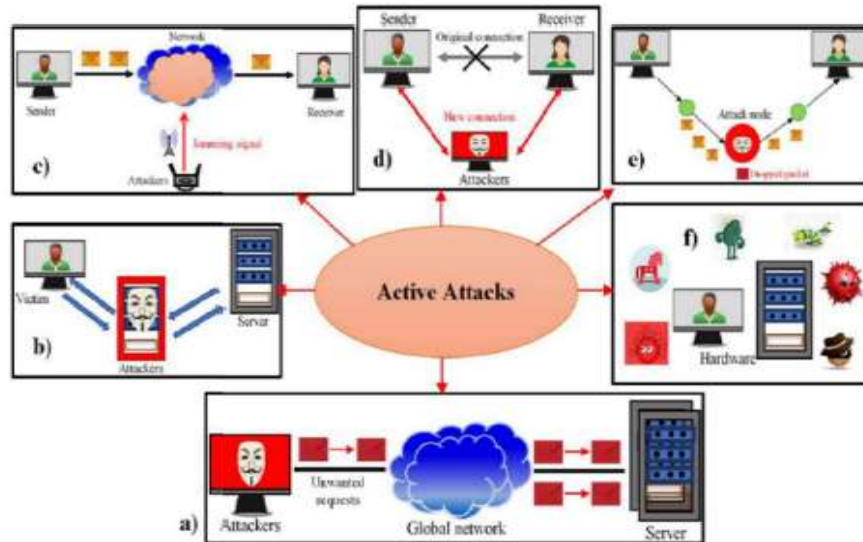 Network
Sender
Receiver
Jamming signal
Attackers
c)
Sender
Receiver
Original connection
New connection
d)
Attackers
Attack node
e)
Dropped packet
Victim
Server
b)
Attackers
Active Attacks
f)
Hardware
Unwanted
requests
a)
Attackers
Global network
Server